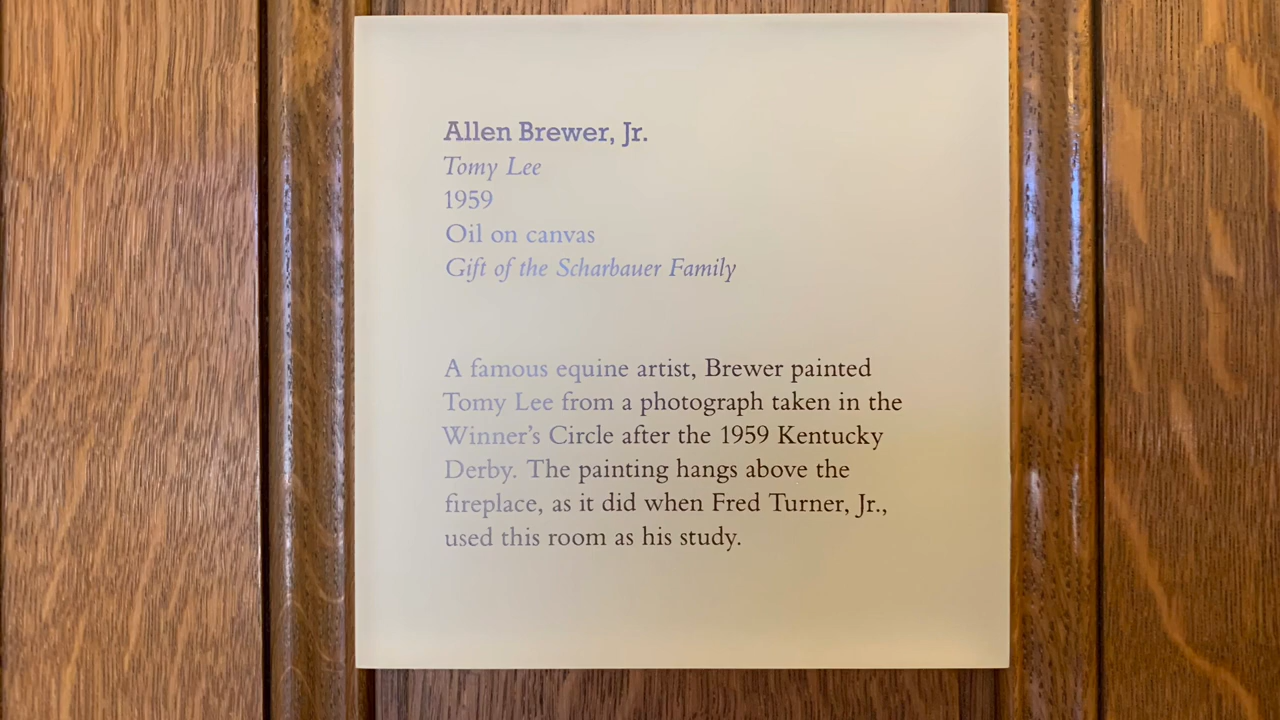 Allen Brewer, Jr.
Tomy Lee
1959
Oil on canvas
Gift of the Scharbauer Family
A famous equine artist, Brewer painted
Tomy Lee from a photograph taken in the
Winner’s Circle after the 1959 Kentucky
Derby. The painting hangs above the
fireplace, as it did when Fred Turner, Jr.,
used this room as his study.